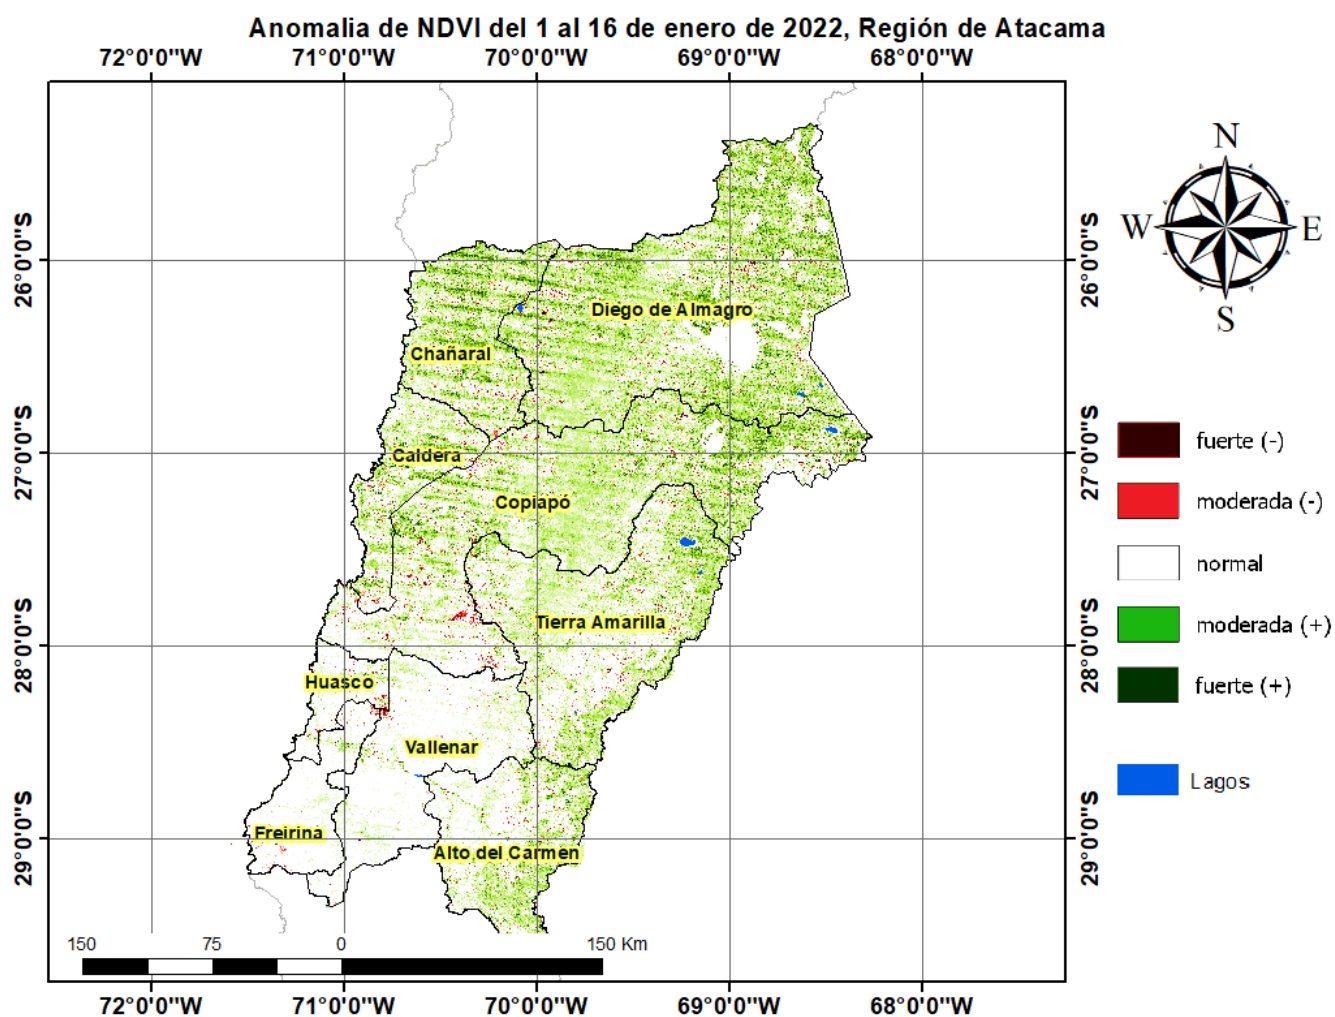 Anomalia de NDVI del 1 al 16 de enero de 2022, Región de Atacama
72°0'0"W 71°0'0"W 70°0'0"W 69°0'0"W 68°0'0"W
N
W E
S
26°0'0"S 26°0'0"S
Diego de Almagro
Chañaral
27°0'0"S 27°0'0"S
Caldera
fuerte (-)
Copiapó
moderada (-)
normal
28°0'0"S 28°0'0"S
Tierra Amarilla
moderada (+)
Huasco
fuerte (+)
Vallenar
Lagos
29°0'0"S 29°0'0"S
Freirina
Alto del Carmen
150 75 0 150 Km
72°0'0"W 71°0'0"W 70°0'0"W 69°0'0"W 68°0'0"W